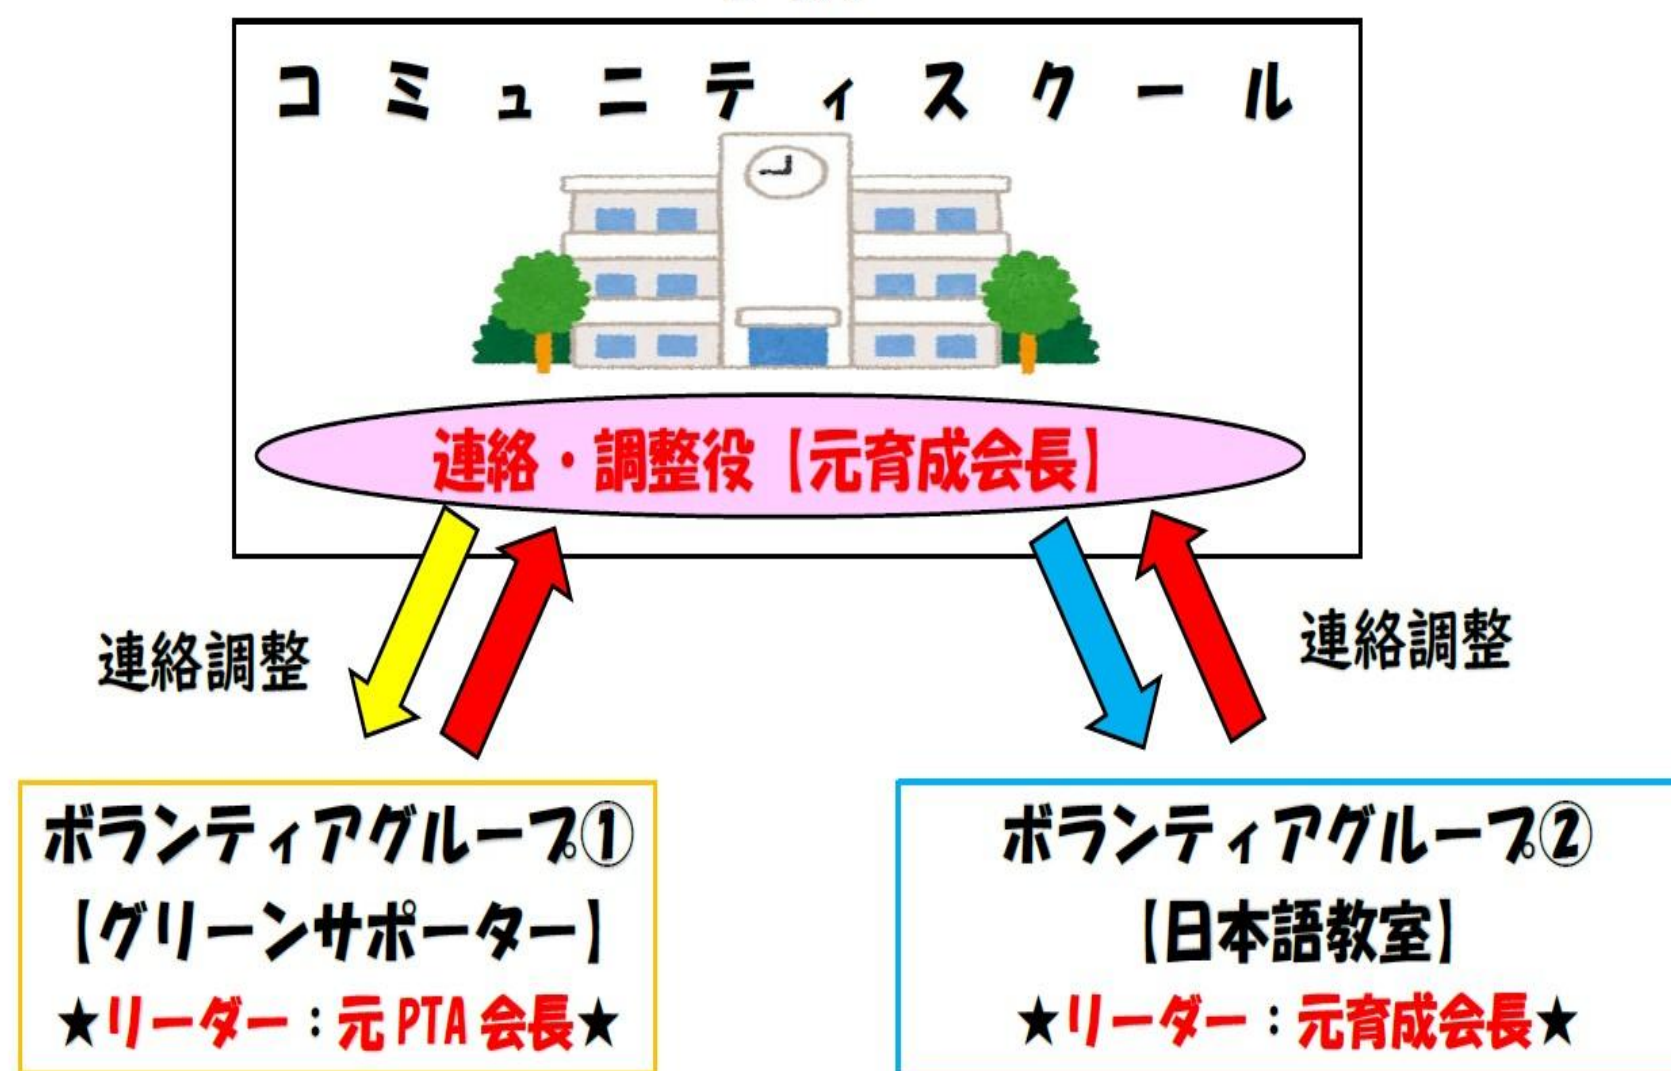 コミュニティスクール
連絡・調整役【元育成会長】
連絡調整
連絡調整
ボランティアグループ①
【グリーンサポーター】
★リーダー：元PTA会長★
ボランティアグループ②
【日本語教室】
★リーダー：元育成会長★